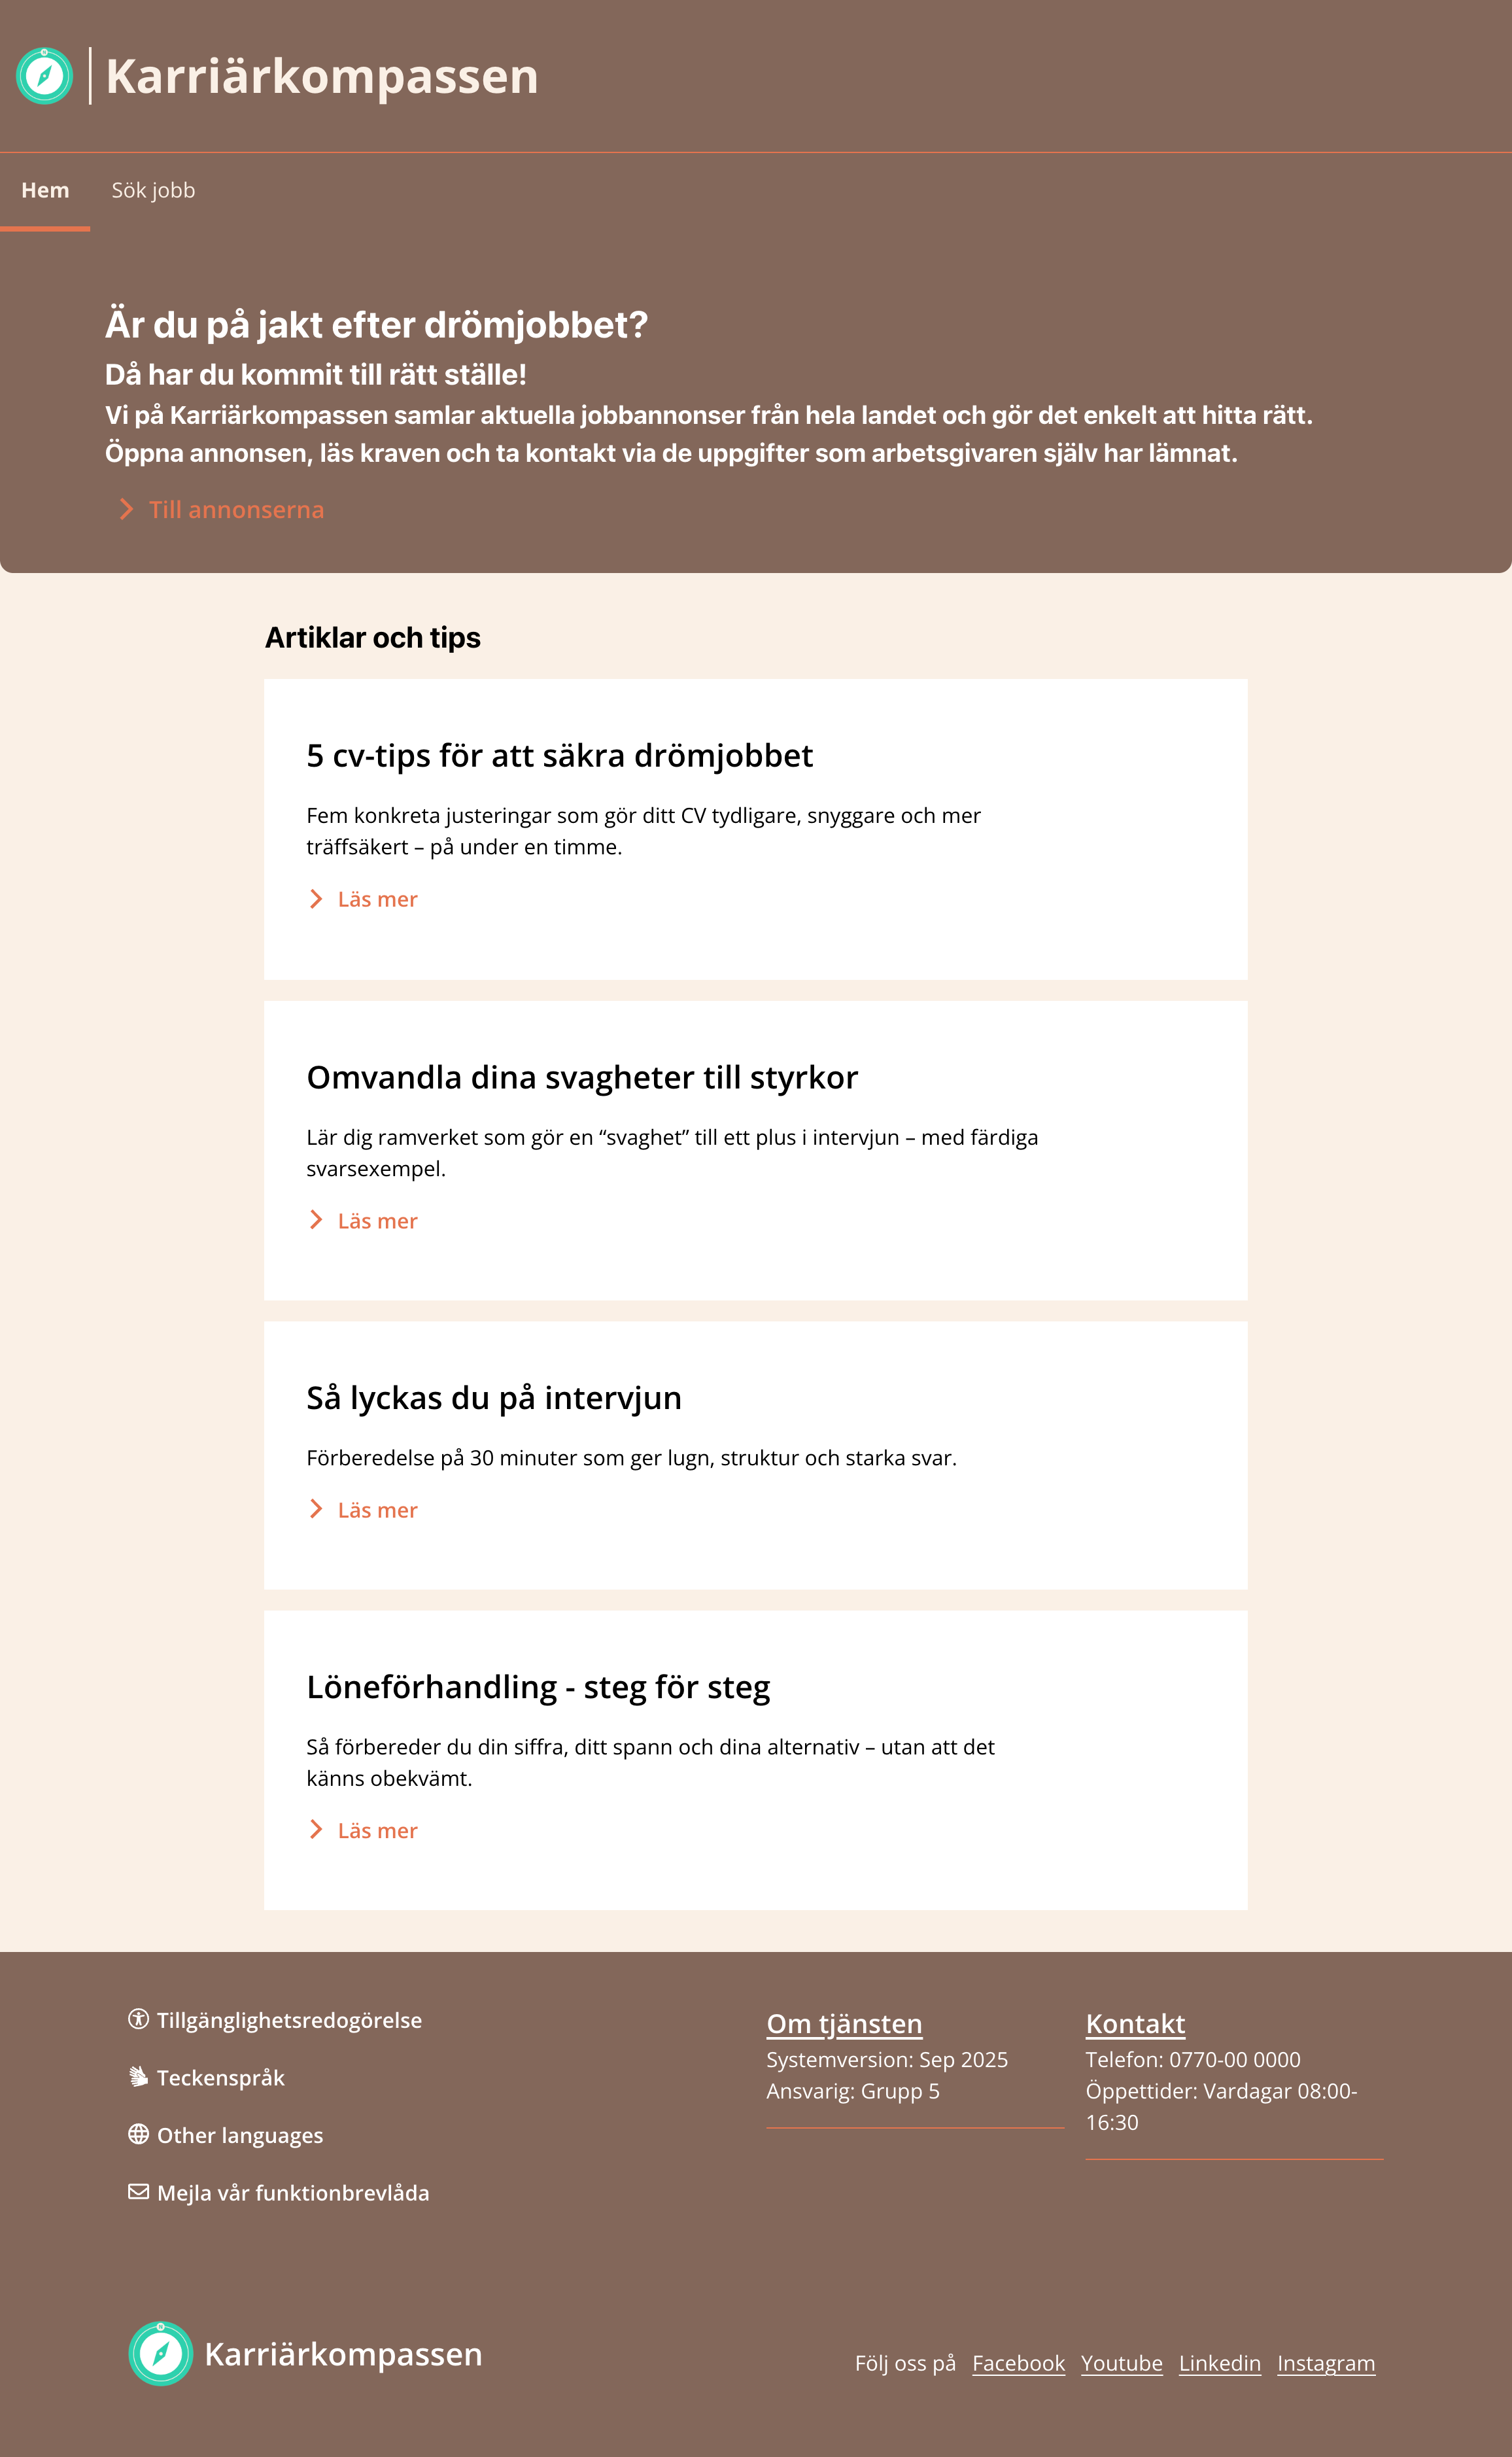 Karriärkompassen
Hem
Sök jobb
Är du på jakt efter drömjobbet?
Då har du kommit till rätt ställe!
Vi på Karriärkompassen samlar aktuella jobbannonser från hela landet och gör det enkelt att hitta rätt.
Öppna annonsen, läs kraven och ta kontakt via de uppgifter som arbetsgivaren själv har lämnat.
Till annonserna
Artiklar och tips
5 cv-tips för att säkra drömjobbet
Fem konkreta justeringar som gör ditt CV tydligare, snyggare och mer
träffsäkert – på under en timme.
Läs mer
Omvandla dina svagheter till styrkor
Lär dig ramverket som gör en “svaghet” till ett plus i intervjun – med färdiga
svarsexempel.
Läs mer
Så lyckas du på intervjun
Förberedelse på 30 minuter som ger lugn, struktur och starka svar.
Läs mer
Löneförhandling - steg för steg
Så förbereder du din siffra, ditt spann och dina alternativ – utan att det
känns obekvämt.
Läs mer
Tillgänglighetsredogörelse
Teckenspråk
Other languages
Mejla vår funktionbrevlåda
Om tjänsten
Systemversion: Sep 2025
Ansvarig: Grupp 5
Kontakt
Telefon: 0770-00 0000
Öppettider: Vardagar 08:00-
16:30
Karriärkompassen
Följ oss på Facebook Youtube Linkedin Instagram